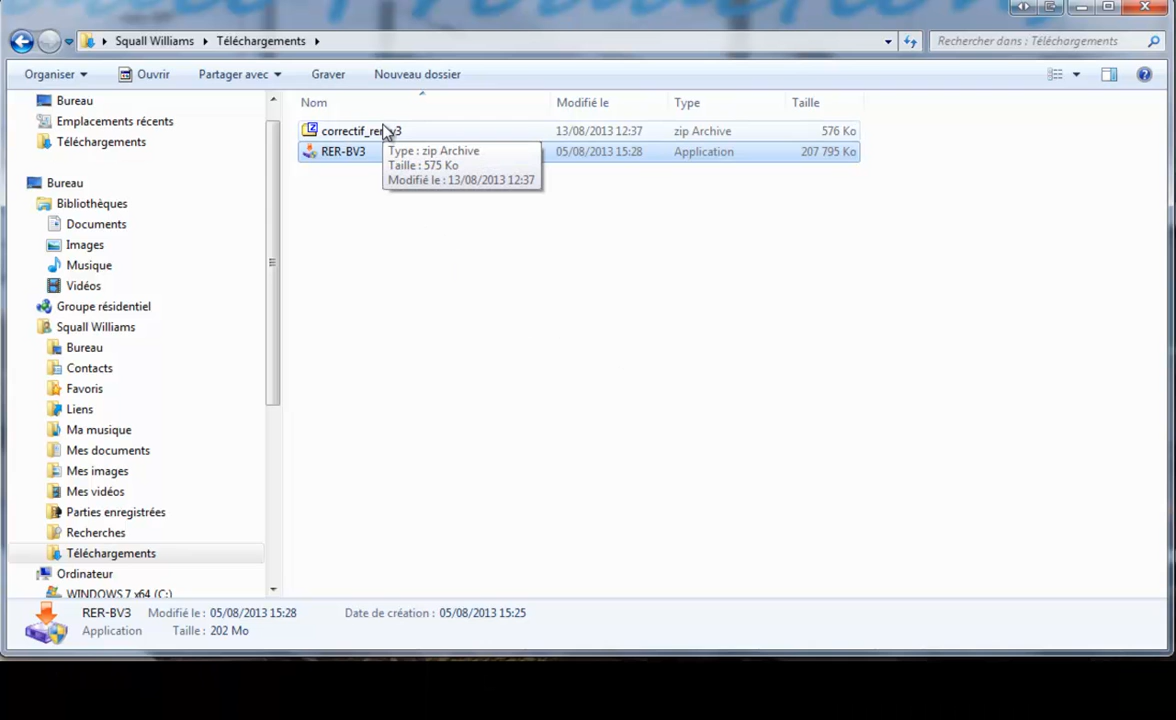 Squall Williams Téléchargements
Rechercher dans : Téléchargements
Organiser Ouvrir Partager avec Graver Nouveau dossier
Nom Modifié le Type Taille
correctif_rer v3 13/08/2013 12:37 zip Archive 576 Ko
RER-BV3 05/08/2013 15:28 Application 207 795 Ko
Type : zip Archive
Taille : 575 Ko
Modifié le : 13/08/2013 12:37
Bureau
Emplacements récents
Téléchargements
Bureau
Bibliothèques
Documents
Images
Musique
Vidéos
Groupe résidentiel
Squall Williams
Bureau
Contacts
Favoris
Liens
Ma musique
Mes documents
Mes images
Mes vidéos
Parties enregistrées
Recherches
Téléchargements
Ordinateur
WINDOWS 7 x64 (C:)
RER-BV3 Modifié le : 05/08/2013 15:28 Date de création : 05/08/2013 15:25
Application Taille : 202 Mo